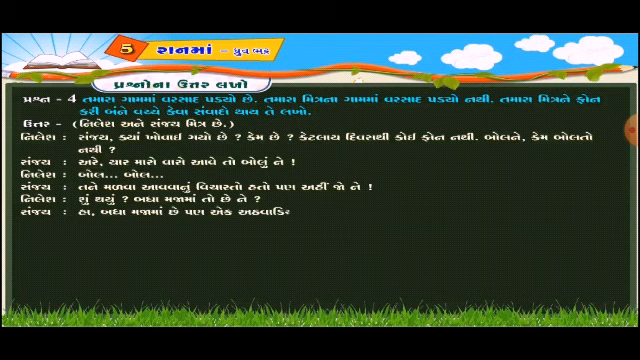 5 રાનમાં - ધ્રુવ ભટ્ટ
પ્રશ્નોના ઉત્તર લખો
પ્રશ્ન - 4 તમારા ગામમાં વરસાદ પડ્યો છે. તમારા મિત્રના ગામમાં વરસાદ પડ્યો નથી. તમારા મિત્રને ફોન
કરી બંને વચ્ચે કેવા સંવાદો થાય તે લખો.
ઉત્તર - (નિલેશ અને સંજય મિત્ર છે.)
નિલેશ : સંજય, ક્યાં ખોવાઈ ગયો છે ? કેમ છે ? કેટલાય દિવસથી કોઈ ફોન નથી. બોલને, કેમ બોલતો
નથી ?
સંજય : અરે, યાર મારો વારો આવે તો બોલું ને !
નિલેશ : બોલ... બોલ...
સંજય : તને મળવા આવવાનું વિચારતો હતો પણ અહીં જો ને !
નિલેશ : શું થયું ? બધા મજામાં તો છે ને ?
સંજય : હા, બધા મજામાં છે પણ એક અઠવાડિ